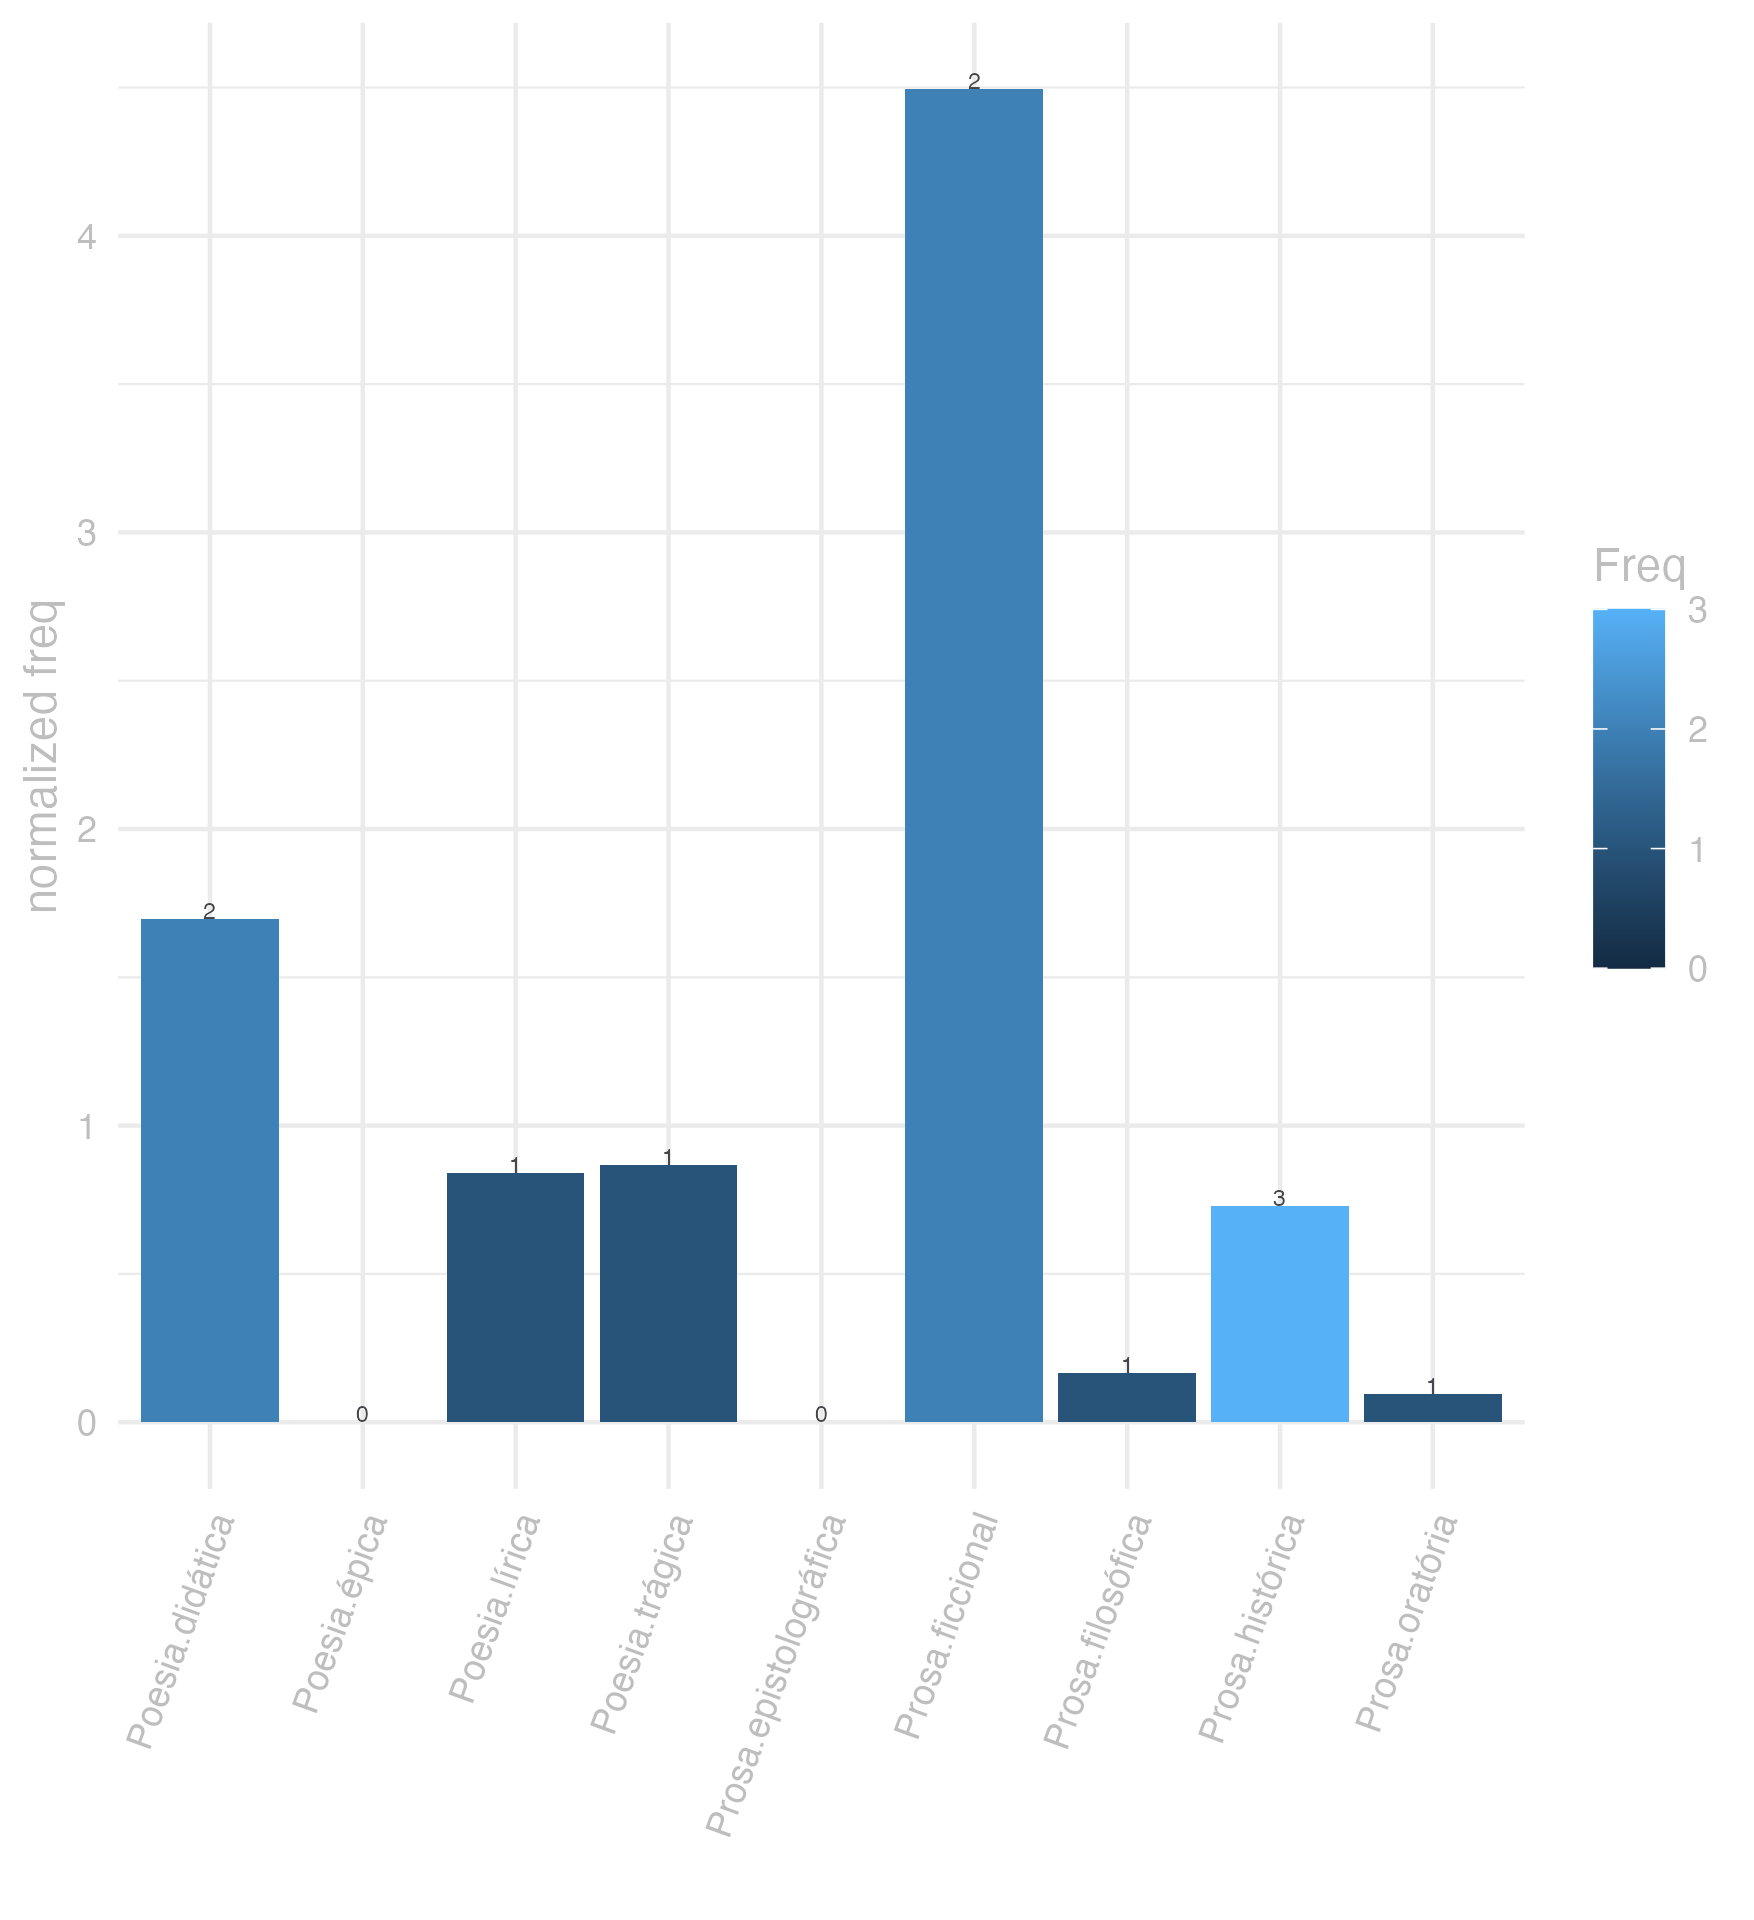 normalized freq
4
3
2
1
0
2
0
1
1
0
2
1
3
1
Poesia.didática
Poesia.épica
Poesia.lírica
Poesia.trágica
Prosa.epistolográfica
Prosa.ficcional
Prosa.filosófica
Prosa.histórica
Prosa.oratória
Freq
3
2
1
0